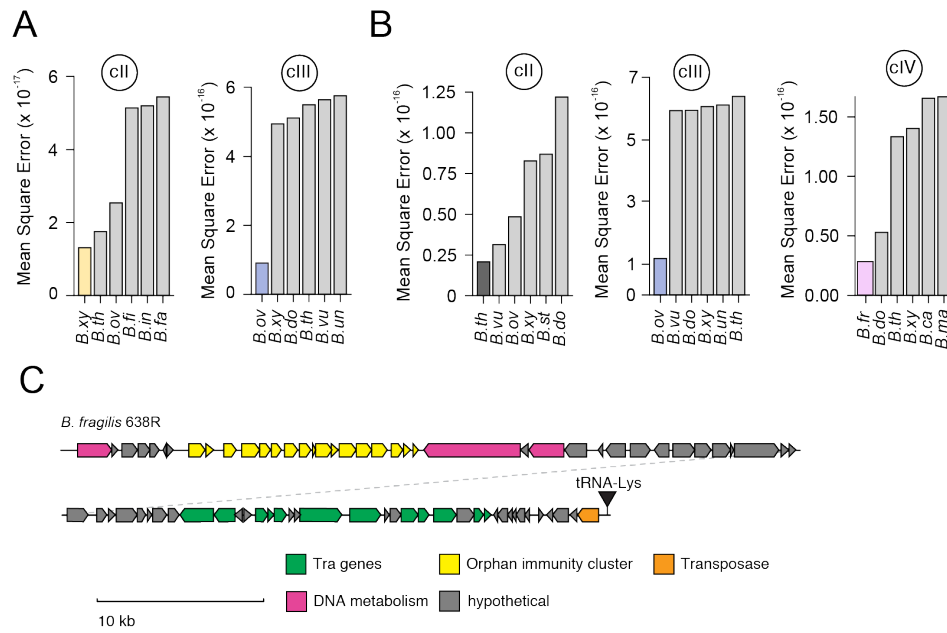 A
B
cII
cIII
cII
cIII
cIV
Mean Square Error (x 10^-17)
6
4
2
0
B.xy
B.th
B.ov
B.fi
B.in
B.fa
Mean Square Error (x 10^-16)
6
4
2
0
B.ov
B.xy
B.do
B.th
B.vu
B.un
Mean Square Error (x 10^-16)
1.25
1.00
0.75
0.50
0.25
0
B.th
B.vu
B.ov
B.xy
B.st
B.do
Mean Square Error (x 10^-16)
7
5
3
1
0
B.ov
B.vu
B.do
B.xy
B.un
B.th
Mean Square Error (x 10^-16)
1.50
1.00
0.50
0.00
B.fr
B.do
B.th
B.xy
B.ca
B.ma
C
B. fragilis 638R
tRNA-Lys
Tra genes
Orphan immunity cluster
Transposase
DNA metabolism
hypothetical
10 kb